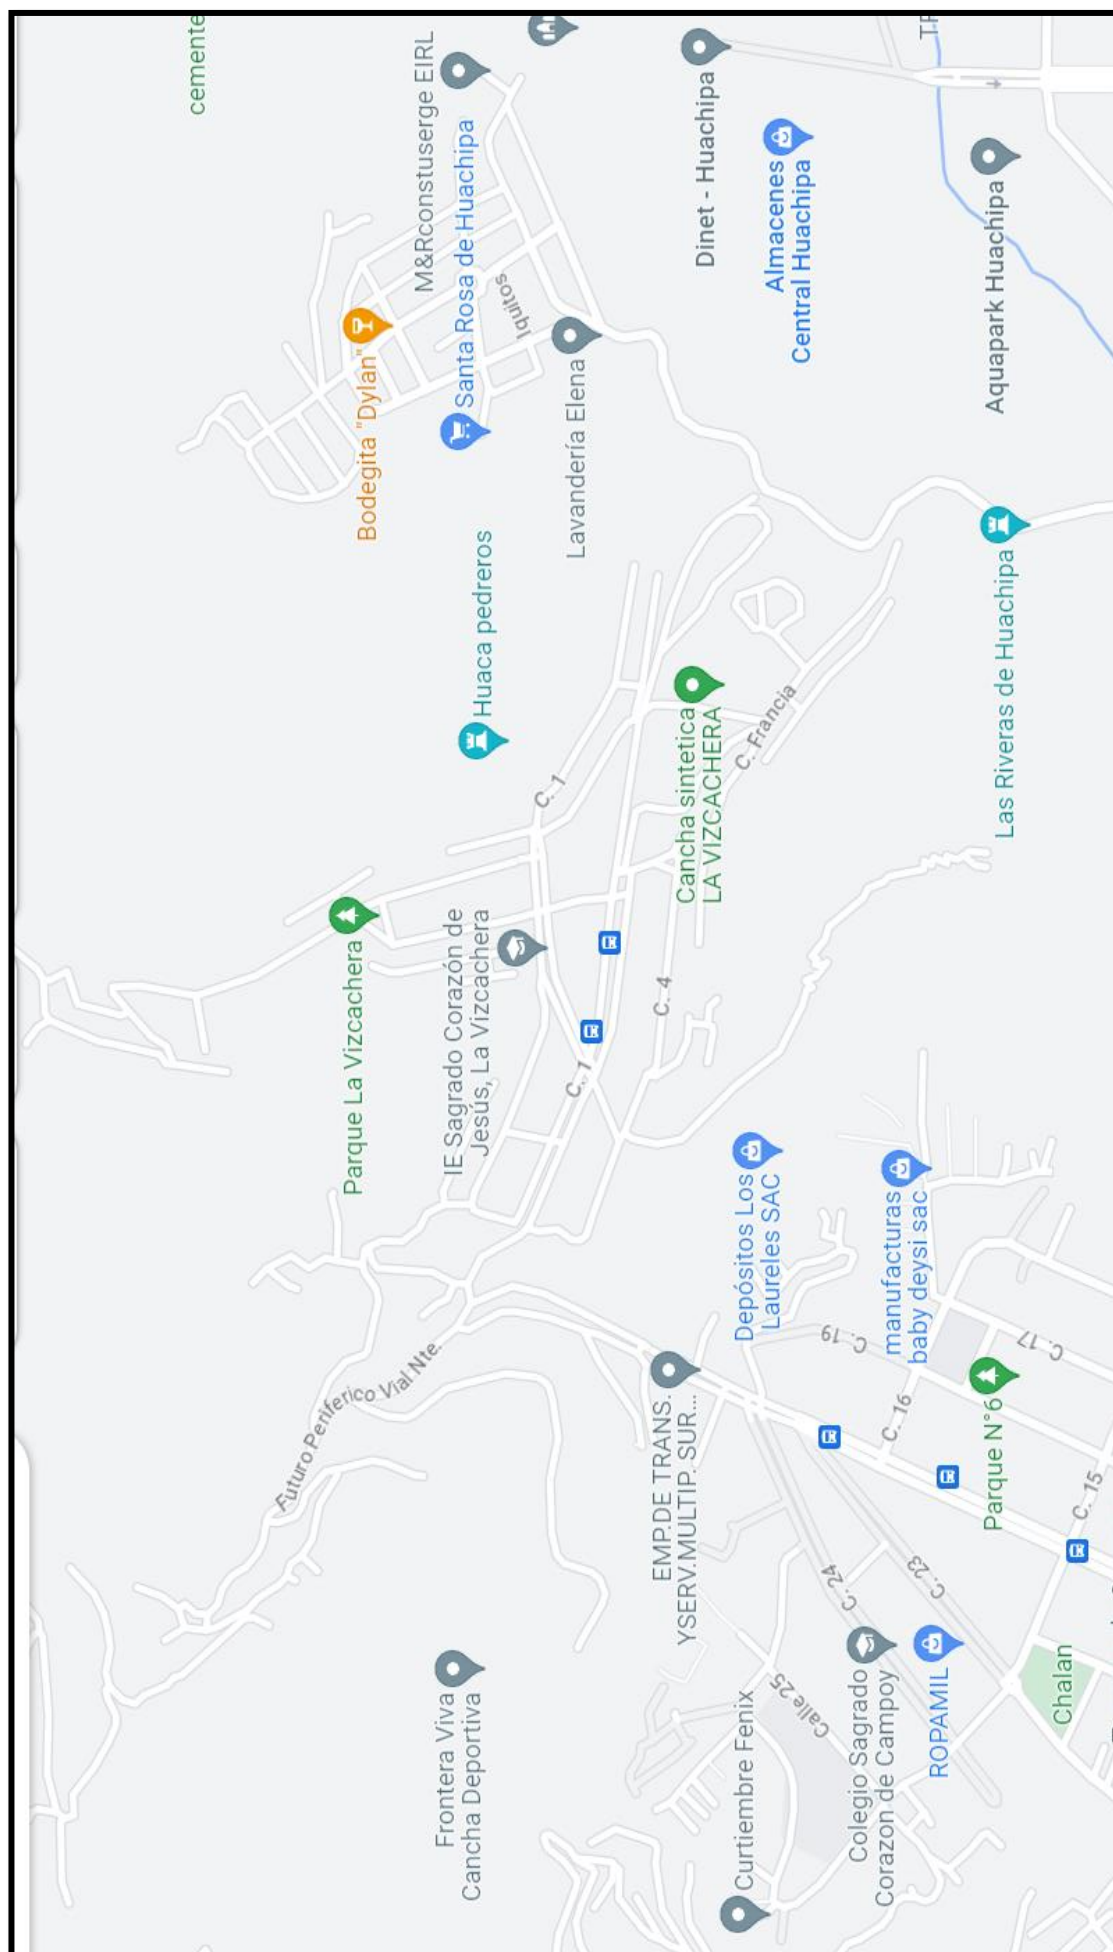 cemente
M&Rconstuserge EIRL
Santa Rosa de Huachipa
Iquitos
Bodegita "Dylan"
Lavandería Elena
Dinet - Huachipa
Almacenes
Central Huachipa
Aquapark Huachipa
Huaca pedreros
Las Riveras de Huachipa
C. 1
Cancha sintetica
LA VIZCACHERA
C. Francia
Parque La Vizcachera
IE Sagrado Corazón de
Jesús, La Vizcachera
C. 4
C. 1
Depósitos Los
Laureles SAC
manufacturas
baby deysi sac
C. 19
C. 17
C. 16
Parque N°6
C. 15
Futuro Periferico Vial Nte.
EMP.DE TRANS.
YSERV.MULTIP. SUR...
C. 24
C. 23
Calle 25
Frontera Viva
Cancha Deportiva
Curtiembre Fenix
Colegio Sagrado
Corazon de Campoy
ROPAMIL
Chalan